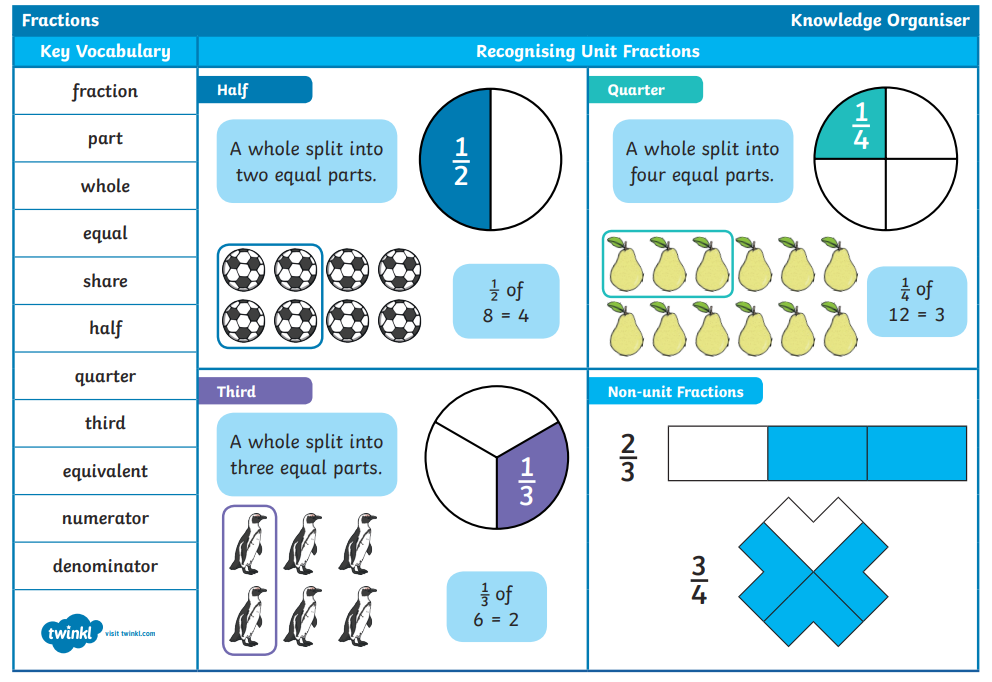 Fractions
Knowledge Organiser
Key Vocabulary
fraction
part
whole
equal
share
half
quarter
third
equivalent
numerator
denominator
twinkl visit twinkl.com
Recognising Unit Fractions
Half
A whole split into
two equal parts.
1/2
1/2 of
8 = 4
Quarter
A whole split into
four equal parts.
1/4
1/4 of
12 = 3
Third
A whole split into
three equal parts.
1/3
1/3 of
6 = 2
Non-unit Fractions
2/3
3/4